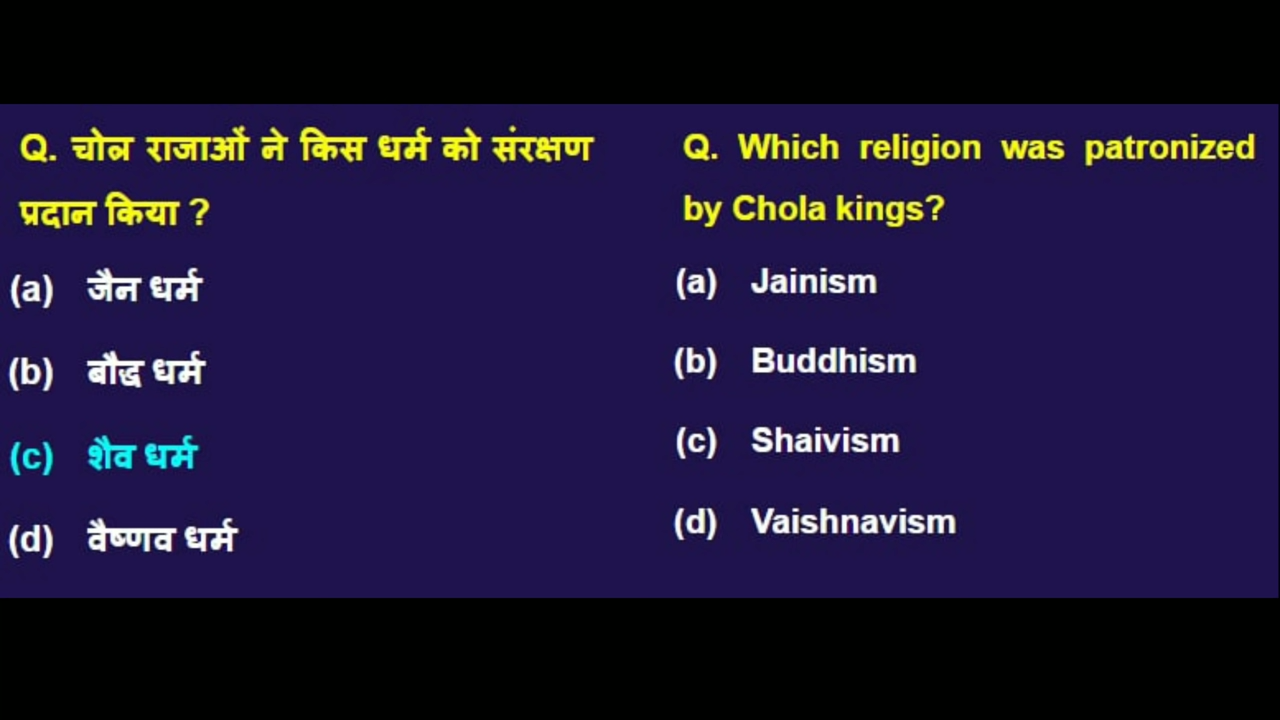 Q. चोल राजाओं ने किस धर्म को संरक्षण
प्रदान किया ?
(a) जैन धर्म
(b) बौद्ध धर्म
(c) शैव धर्म
(d) वैष्णव धर्म
Q. Which religion was patronized
by Chola kings?
(a) Jainism
(b) Buddhism
(c) Shaivism
(d) Vaishnavism